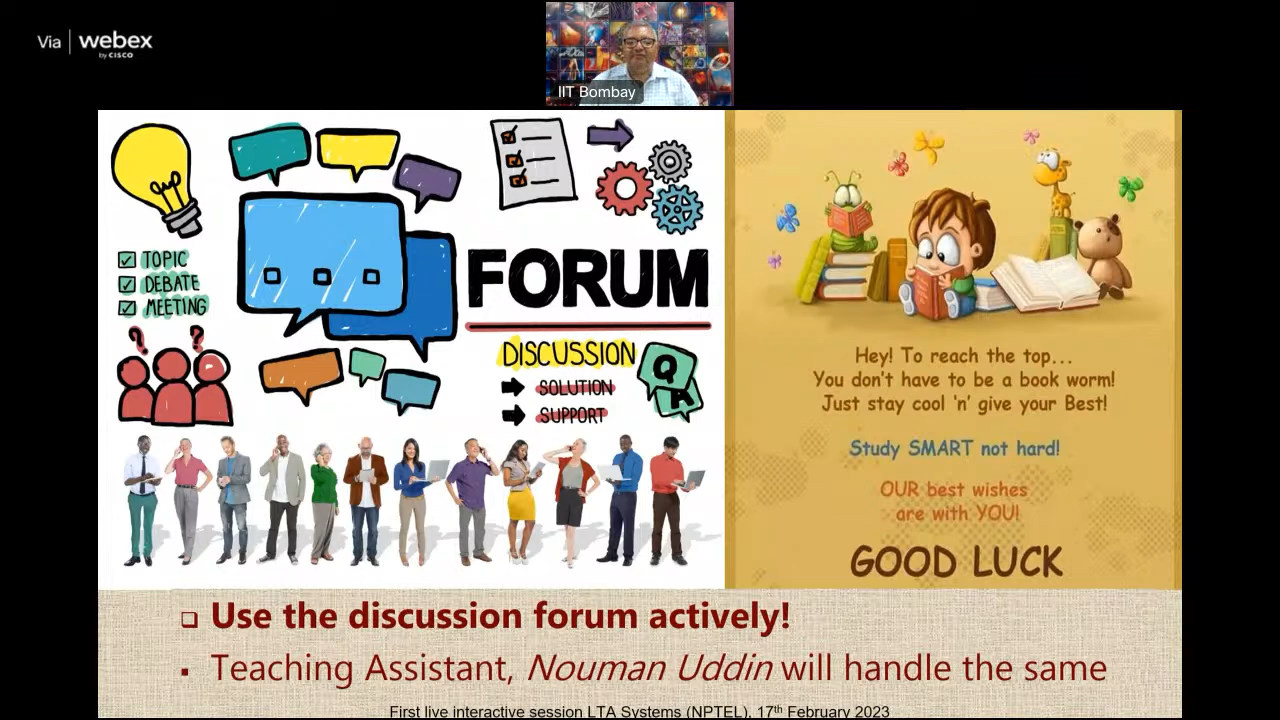 Via webex
by CISCO
IIT Bombay
TOPIC
DEBATE
MEETING
FORUM
DISCUSSION
SOLUTION
SUPPORT
Q
A
Hey! To reach the top...
You don't have to be a book worm!
Just stay cool 'n' give your Best!
Study SMART not hard!
OUR best wishes
are with YOU!
GOOD LUCK
Use the discussion forum actively!
Teaching Assistant, Nouman Uddin will handle the same
First live interactive session LTA Systems (NPTEL), 17th February 2023